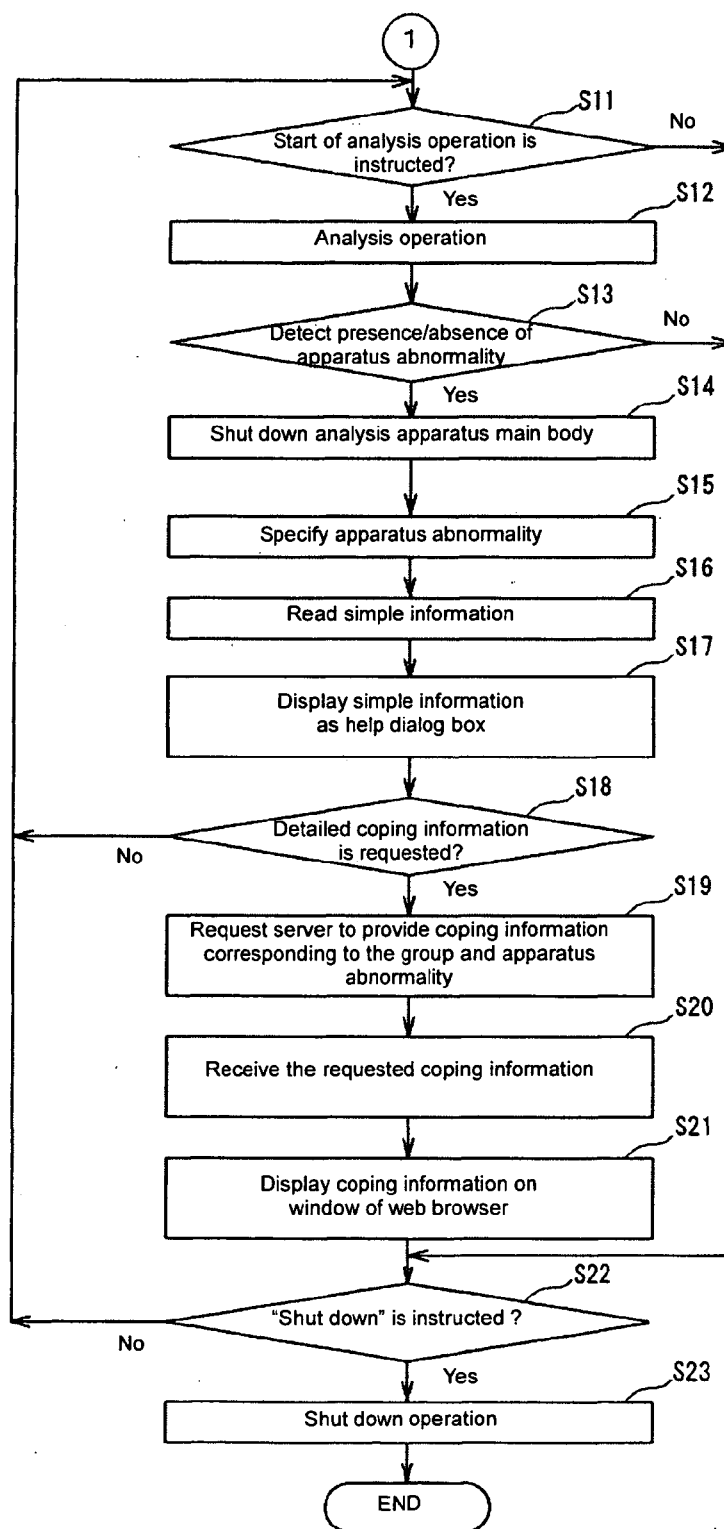 1
S11
Start of analysis operation is
instructed?
No
Yes
S12
Analysis operation
S13
Detect presence/absence of
apparatus abnormality
No
Yes
S14
Shut down analysis apparatus main body
S15
Specify apparatus abnormality
S16
Read simple information
S17
Display simple information
as help dialog box
S18
Detailed coping information
is requested?
No
Yes
S19
Request server to provide coping information
corresponding to the group and apparatus
abnormality
S20
Receive the requested coping information
S21
Display coping information on
window of web browser
S22
“Shut down” is instructed ?
No
Yes
S23
Shut down operation
END